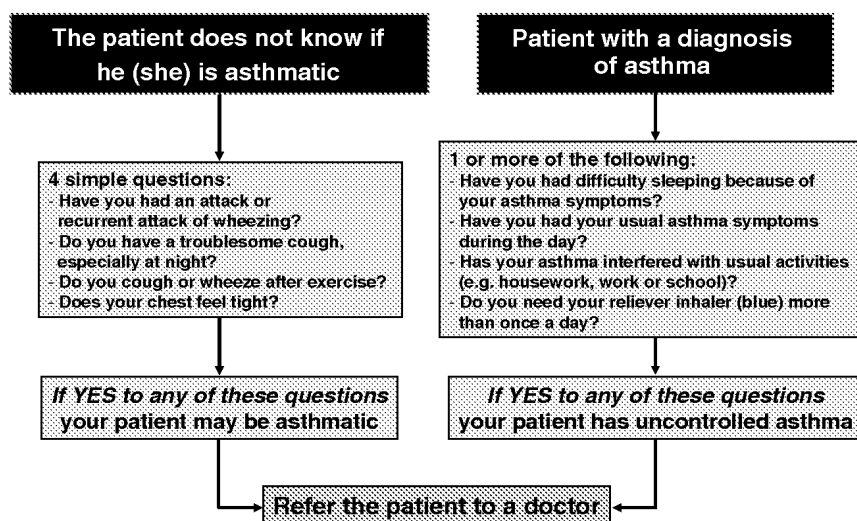 The patient does not know if
he (she) is asthmatic
4 simple questions:
- Have you had an attack or
recurrent attack of wheezing?
- Do you have a troublesome cough,
especially at night?
- Do you cough or wheeze after exercise?
- Does your chest feel tight?
If YES to any of these questions
your patient may be asthmatic
Patient with a diagnosis
of asthma
1 or more of the following:
- Have you had difficulty sleeping because of
your asthma symptoms?
- Have you had your usual asthma symptoms
during the day?
- Has your asthma interfered with usual activities
(e.g. housework, work or school)?
- Do you need your reliever inhaler (blue) more
than once a day?
If YES to any of these questions
your patient has uncontrolled asthma
Refer the patient to a doctor